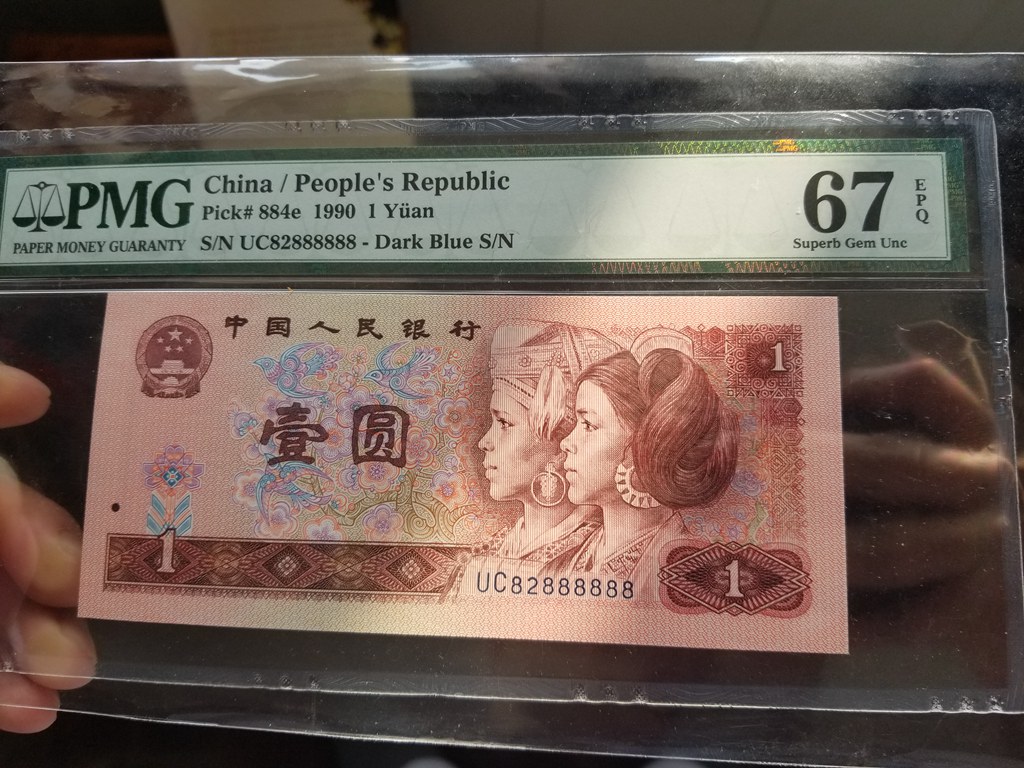 PMG
PAPER MONEY GUARANTY
China / People's Republic
Pick# 884e 1990 1 Yüan
S/N UC82888888 - Dark Blue S/N
67
EPQ
Superb Gem Unc
中国人民银行
1
壹圆
1
UC82888888
1